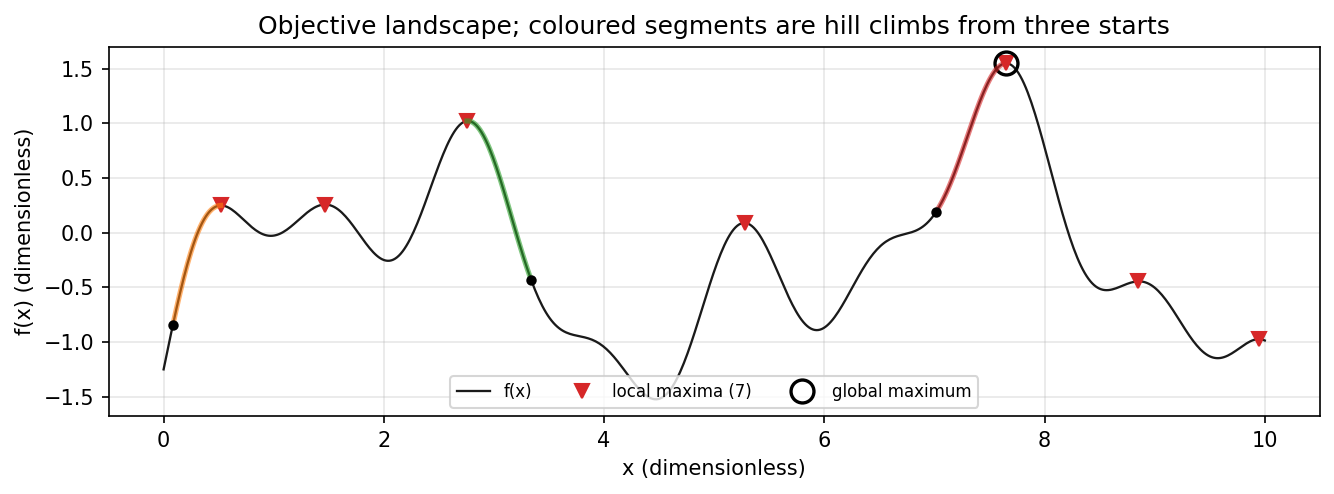 Objective landscape; coloured segments are hill climbs from three starts
f(x) (dimensionless)
1.5
1.0
0.5
0.0
−0.5
−1.0
−1.5
f(x)
local maxima (7)
global maximum
0 2 4 6 8 10
x (dimensionless)